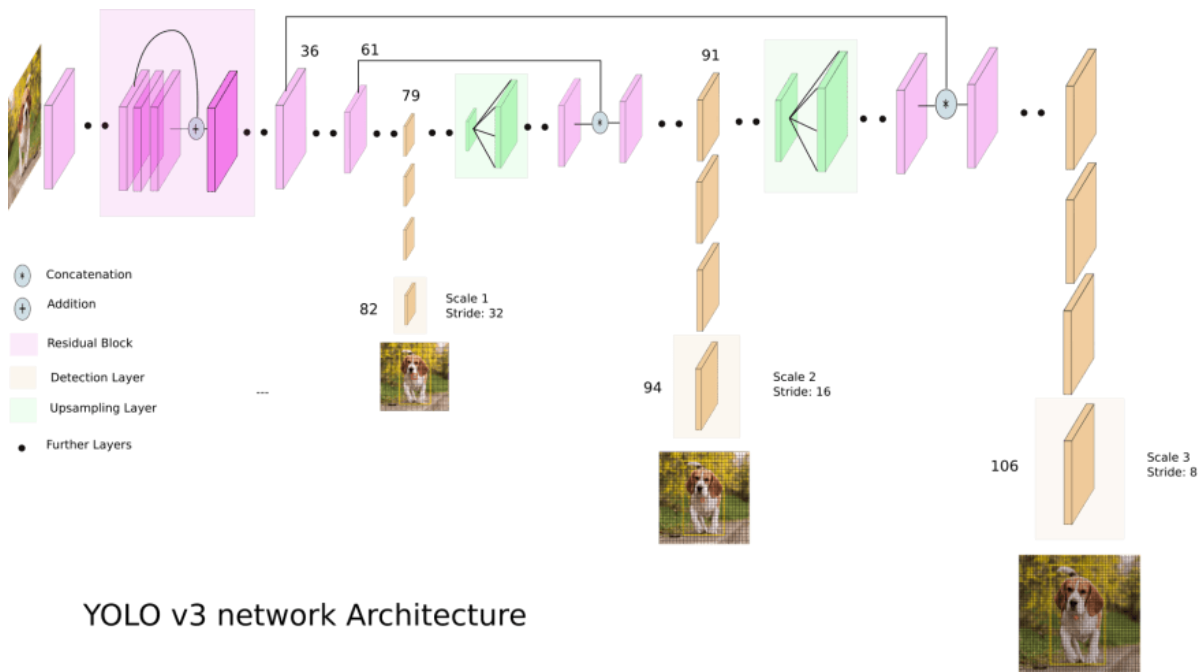 36
61
91
79
+
*
*
* Concatenation
+ Addition
Residual Block
Detection Layer
---
Upsampling Layer
Further Layers
82
Scale 1
Stride: 32
94
Scale 2
Stride: 16
106
Scale 3
Stride: 8
YOLO v3 network Architecture